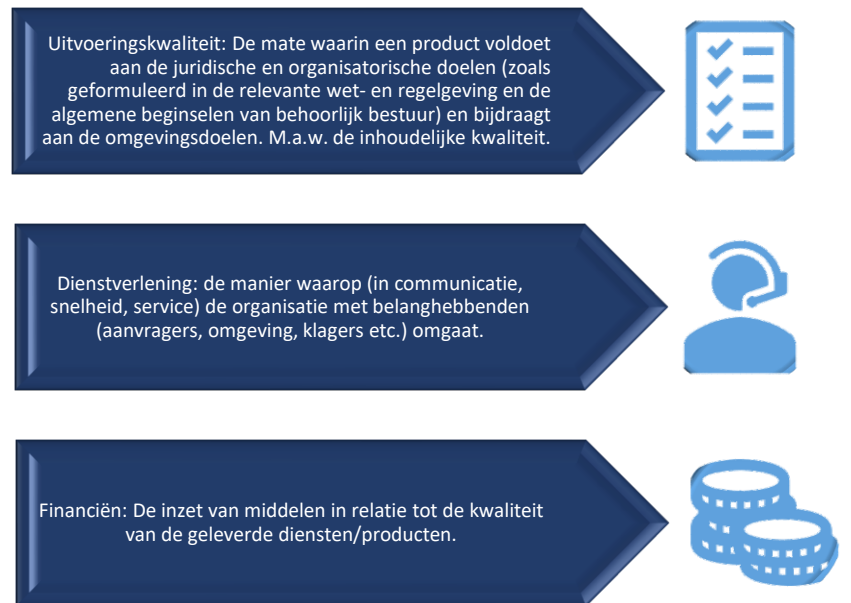 Uitvoeringskwaliteit: De mate waarin een product voldoet
aan de juridische en organisatorische doelen (zoals
geformuleerd in de relevante wet- en regelgeving en de
algemene beginselen van behoorlijk bestuur) en bijdraagt
aan de omgevingsdoelen. M.a.w. de inhoudelijke kwaliteit.
Dienstverlening: de manier waarop (in communicatie,
snelheid, service) de organisatie met belanghebbenden
(aanvragers, omgeving, klagers etc.) omgaat.
Financiën: De inzet van middelen in relatie tot de kwaliteit
van de geleverde diensten/producten.